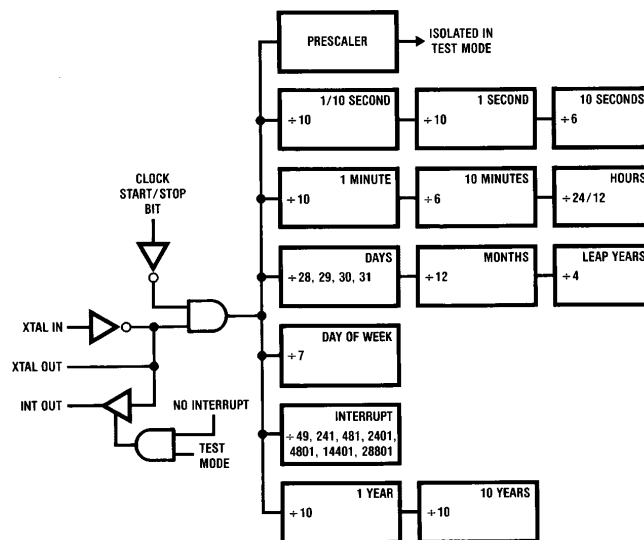 PRESCALER
ISOLATED IN
TEST MODE
1/10 SECOND
÷10
1 SECOND
÷10
10 SECONDS
÷6
CLOCK
START/STOP
BIT
1 MINUTE
÷10
10 MINUTES
÷6
HOURS
÷24/12
DAYS
÷28, 29, 30, 31
MONTHS
÷12
LEAP YEARS
÷4
XTAL IN
XTAL OUT
INT OUT
NO INTERRUPT
TEST
MODE
DAY OF WEEK
÷7
INTERRUPT
÷49, 241, 481, 2401,
4801, 14401, 28801
1 YEAR
÷10
10 YEARS
÷10